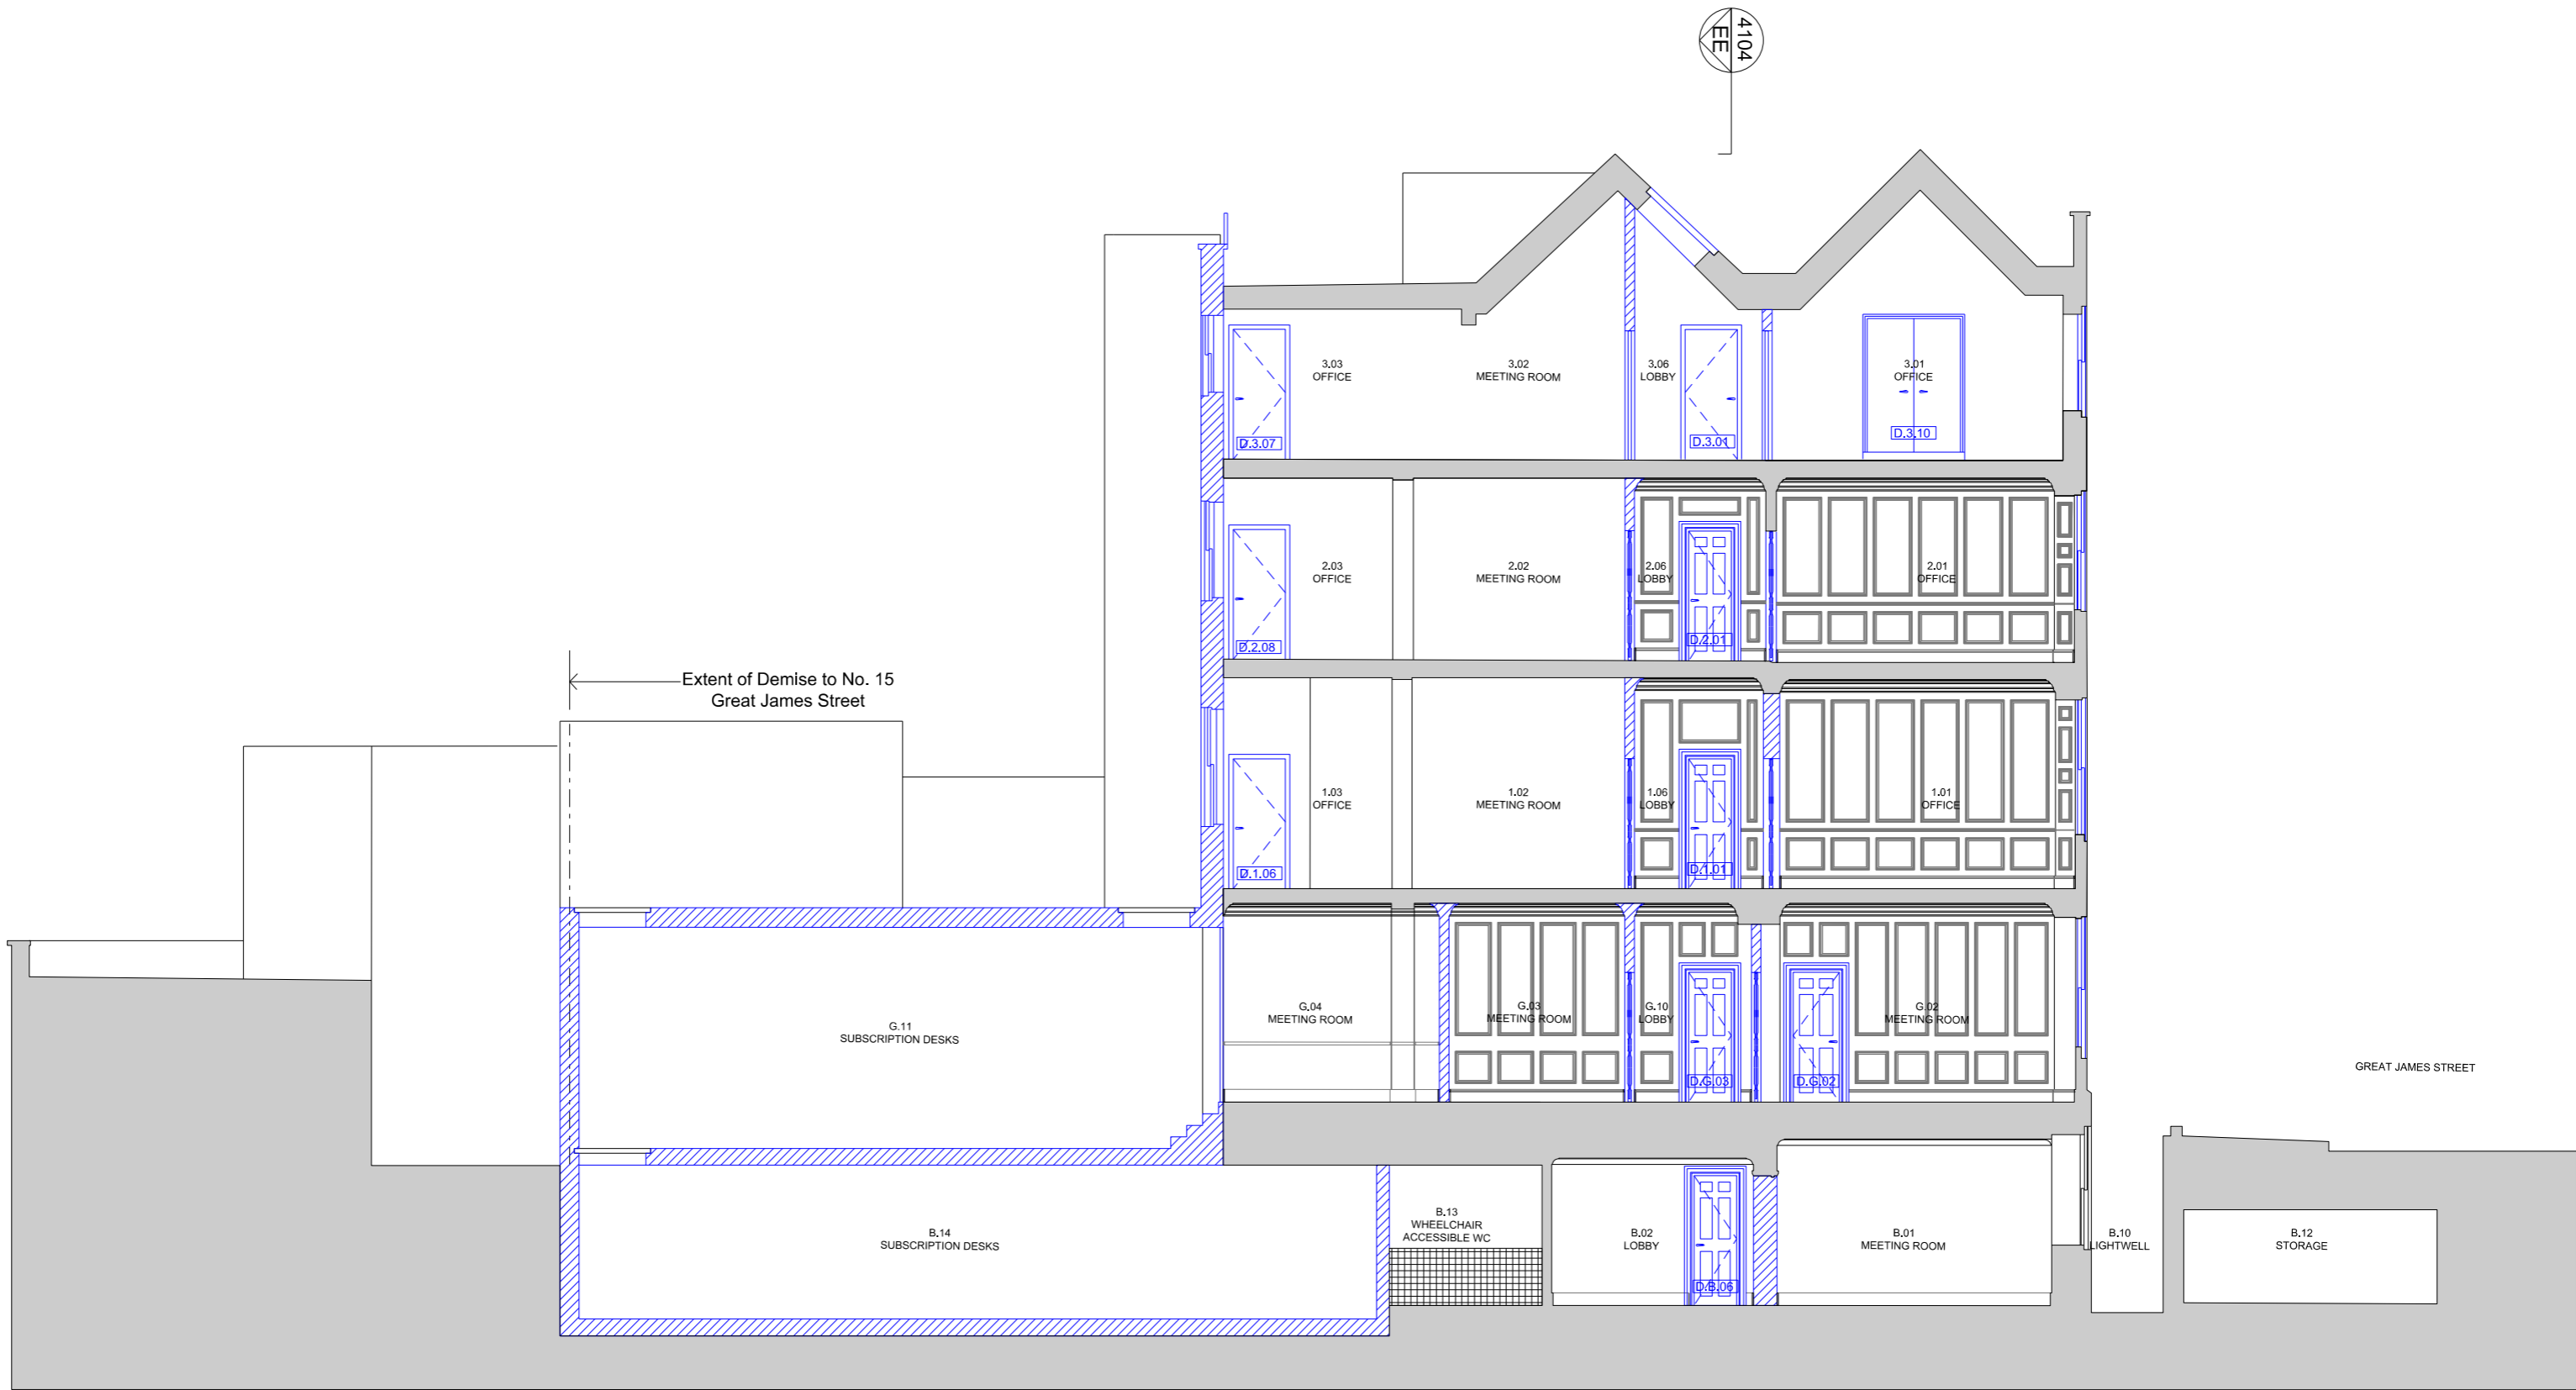 4104
EE
3.03
OFFICE
3.02
MEETING ROOM
3.06
LOBBY
3.01
OFFICE
D.3.07
D.3.01
D.3.10
2.03
OFFICE
2.02
MEETING ROOM
2.06
LOBBY
2.01
OFFICE
D.2.08
D.2.01
Extent of Demise to No. 15
Great James Street
1.03
OFFICE
1.02
MEETING ROOM
1.06
LOBBY
1.01
OFFICE
D.1.06
D.1.01
G.11
SUBSCRIPTION DESKS
G.04
MEETING ROOM
G.03
MEETING ROOM
G.10
LOBBY
G.02
MEETING ROOM
D.G.03
D.G.02
GREAT JAMES STREET
B.14
SUBSCRIPTION DESKS
B.13
WHEELCHAIR
ACCESSIBLE WC
B.02
LOBBY
B.01
MEETING ROOM
B.10
LIGHTWELL
B.12
STORAGE
D.B.06